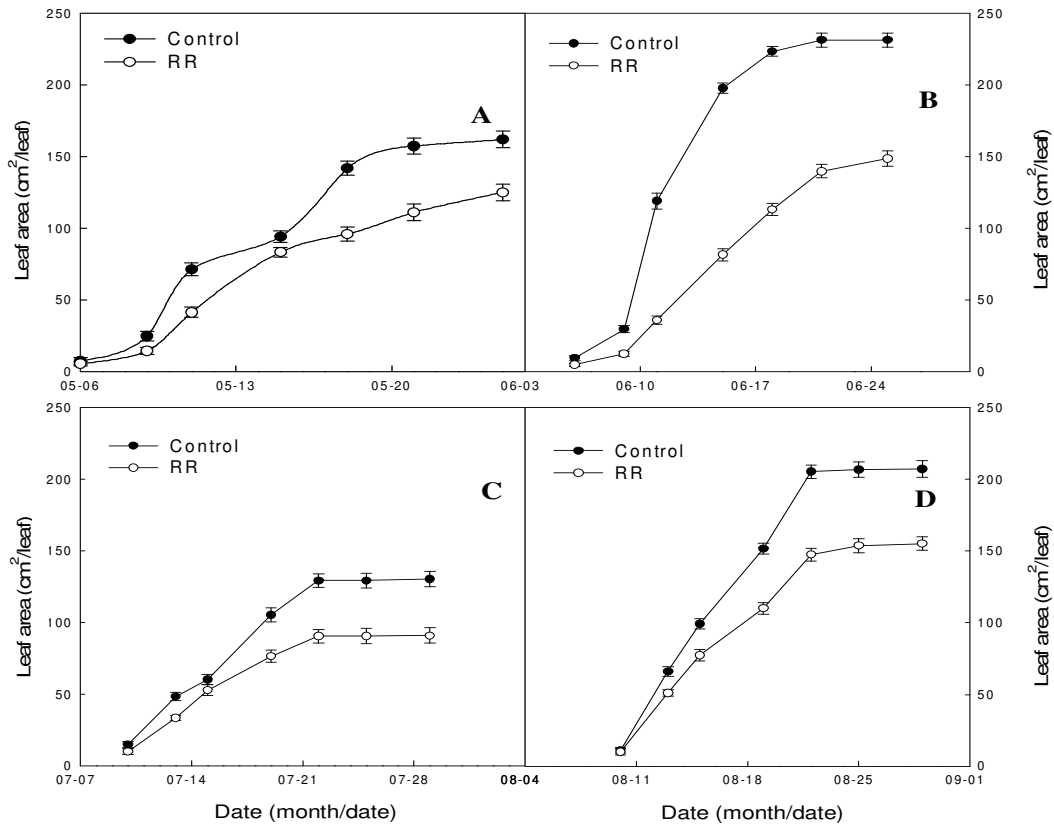 250
200
150
100
50
0
Leaf area (cm2/leaf)
Control
RR
A
05-06
05-13
05-20
06-03
Control
RR
B
250
200
150
100
50
0
Leaf area (cm2/leaf)
06-10
06-17
06-24
250
200
150
100
50
0
Leaf area (cm2/leaf)
Control
RR
C
07-07
07-14
07-21
07-28
08-04
Date (month/date)
Control
RR
D
250
200
150
100
50
0
Leaf area (cm2/leaf)
08-11
08-18
08-25
09-01
Date (month/date)